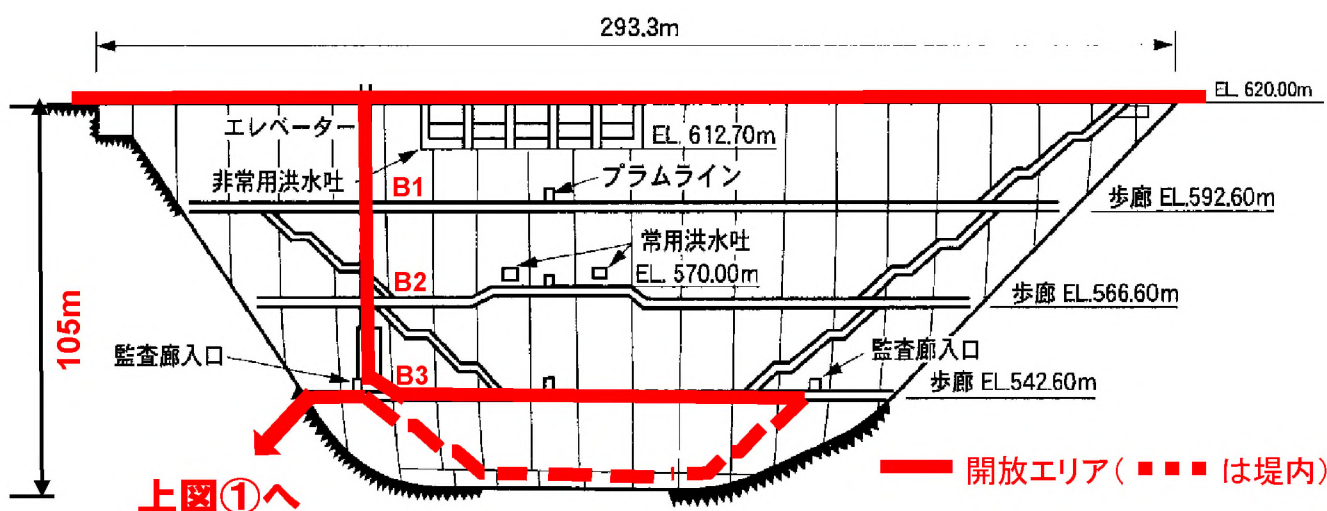 293.3m
EL. 620.00m
エレベーター
EL. 612.70m
非常用洪水吐
B1
プラムライン
歩廊 EL.592.60m
常用洪水吐
B2
EL. 570.00m
歩廊 EL.566.60m
105m
監査廊入口
監査廊入口
B3
歩廊 EL.542.60m
上図①へ
開放エリア( は堤内)